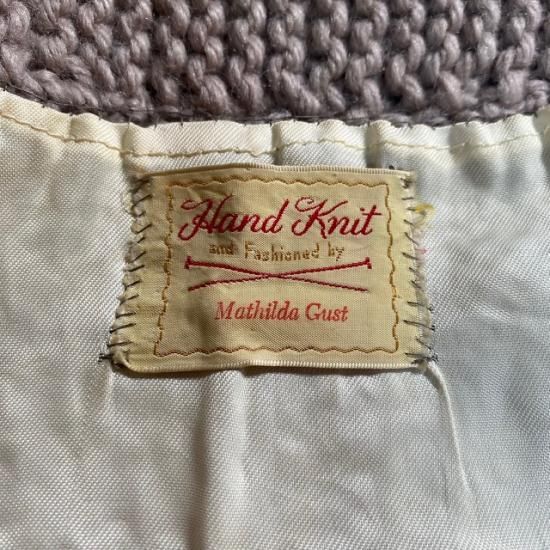 Hand Knit
and Fashioned by
Mathilda Gust